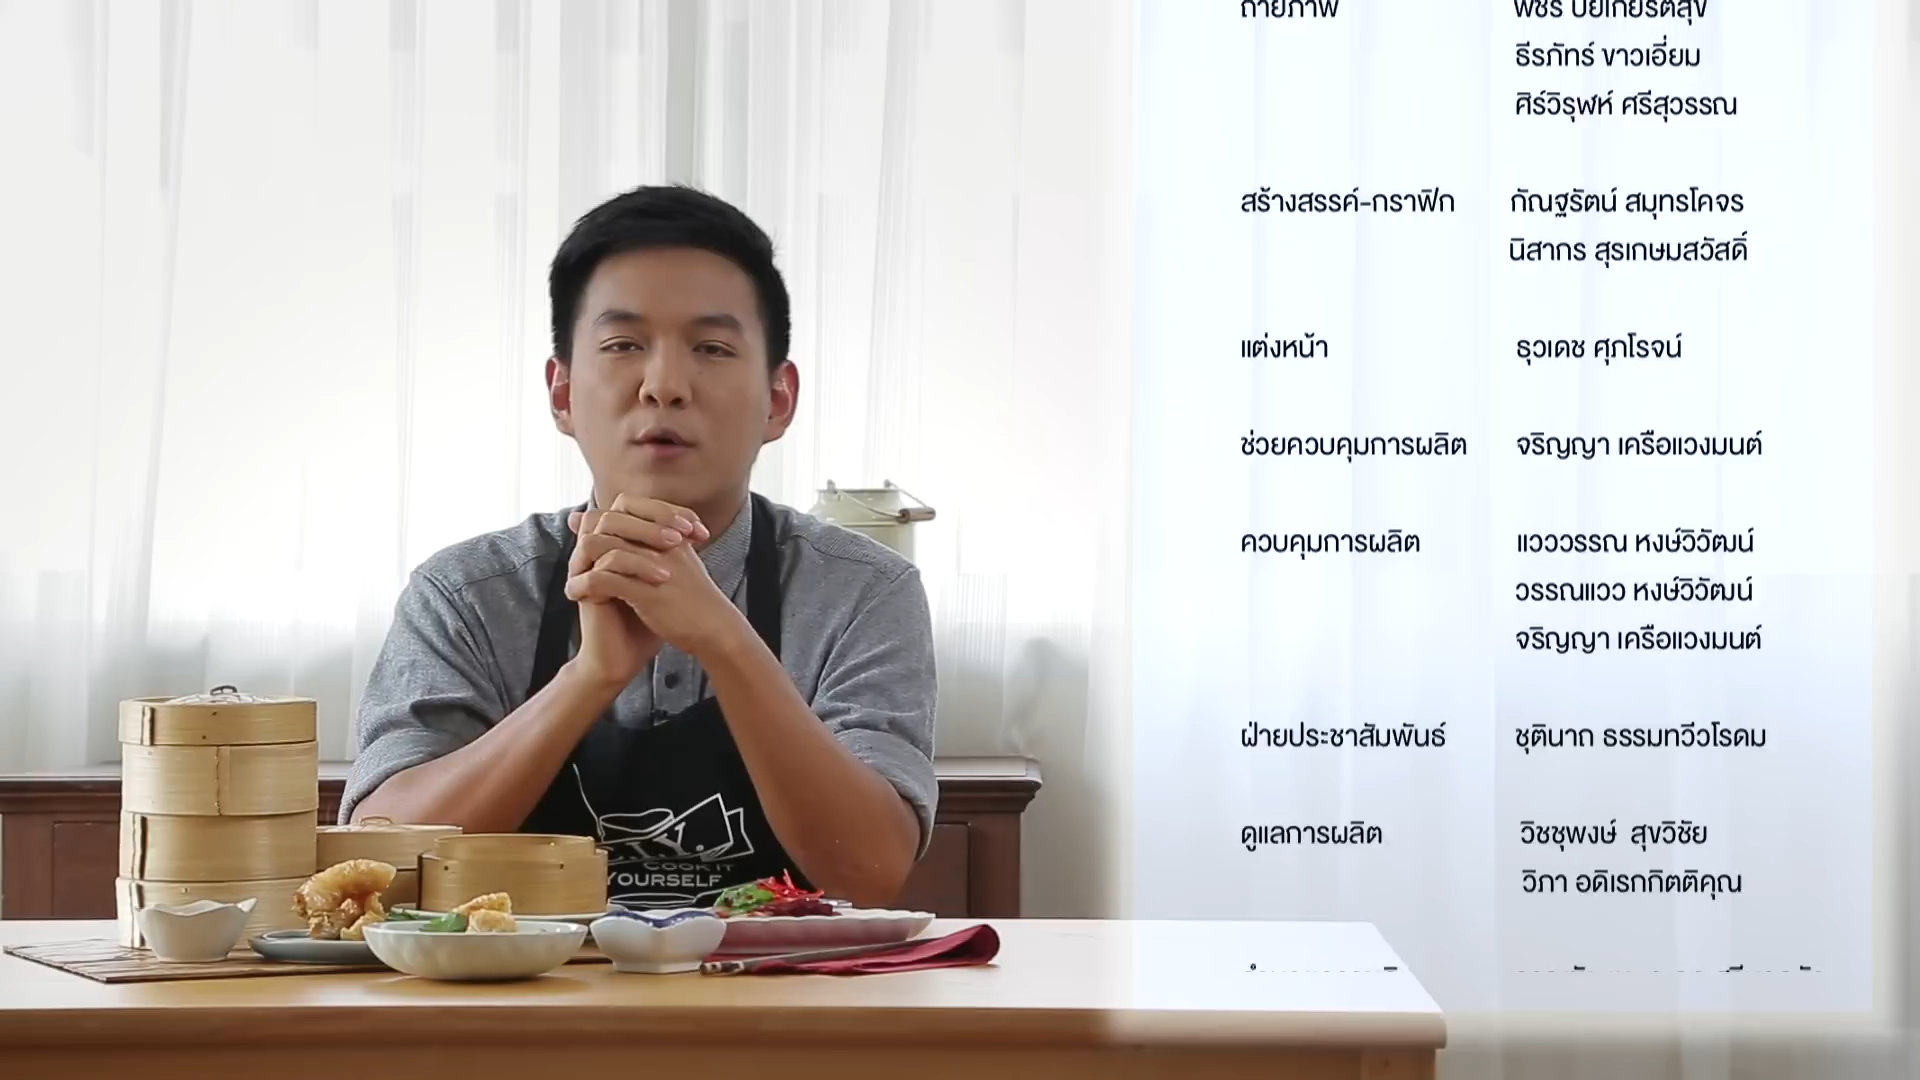 ถ่ายภาพ
ธีรภัทร์ ขาวเอี่ยม
ศิร์วิรุฬห์ ศรีสุวรรณ
สร้างสรรค์-กราฟิก กัณฐรัตน์ สมุทรโคจร
นิสากร สุรเกษมสวัสดิ์
แต่งหน้า ธุวเดช ศุภโรจน์
ช่วยควบคุมการผลิต จริญญา เครือแวงมนต์
ควบคุมการผลิต แวววรรณ หงษ์วิวัฒน์
วรรณแวว หงษ์วิวัฒน์
จริญญา เครือแวงมนต์
ฝ่ายประชาสัมพันธ์ ชุตินาถ ธรรมทวีวโรดม
ดูแลการผลิต วิชชุพงษ์ สุขวิชัย
วิภา อดิเรกกิตติคุณ
C.I.Y.
COOK IT
YOURSELF